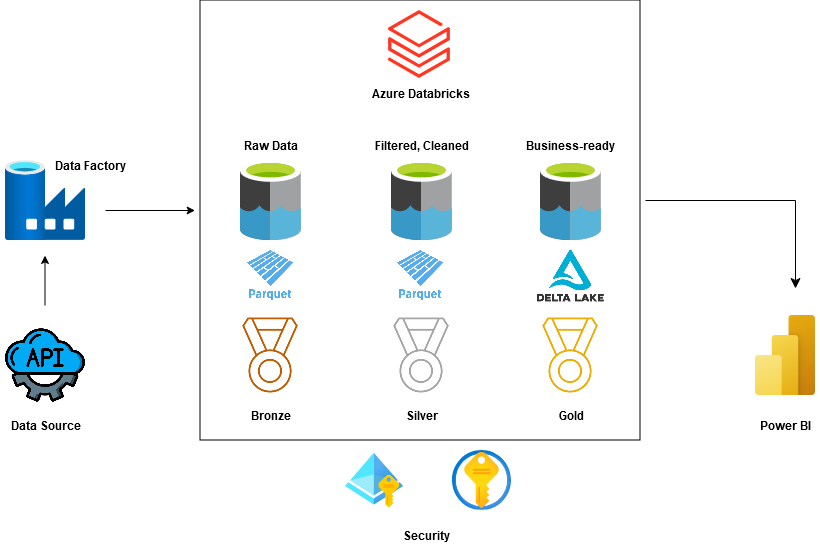 Azure Databricks
Raw Data
Filtered, Cleaned
Business-ready
Data Factory
Parquet
Parquet
DELTA LAKE
API
Bronze
Silver
Gold
Data Source
Power BI
Security